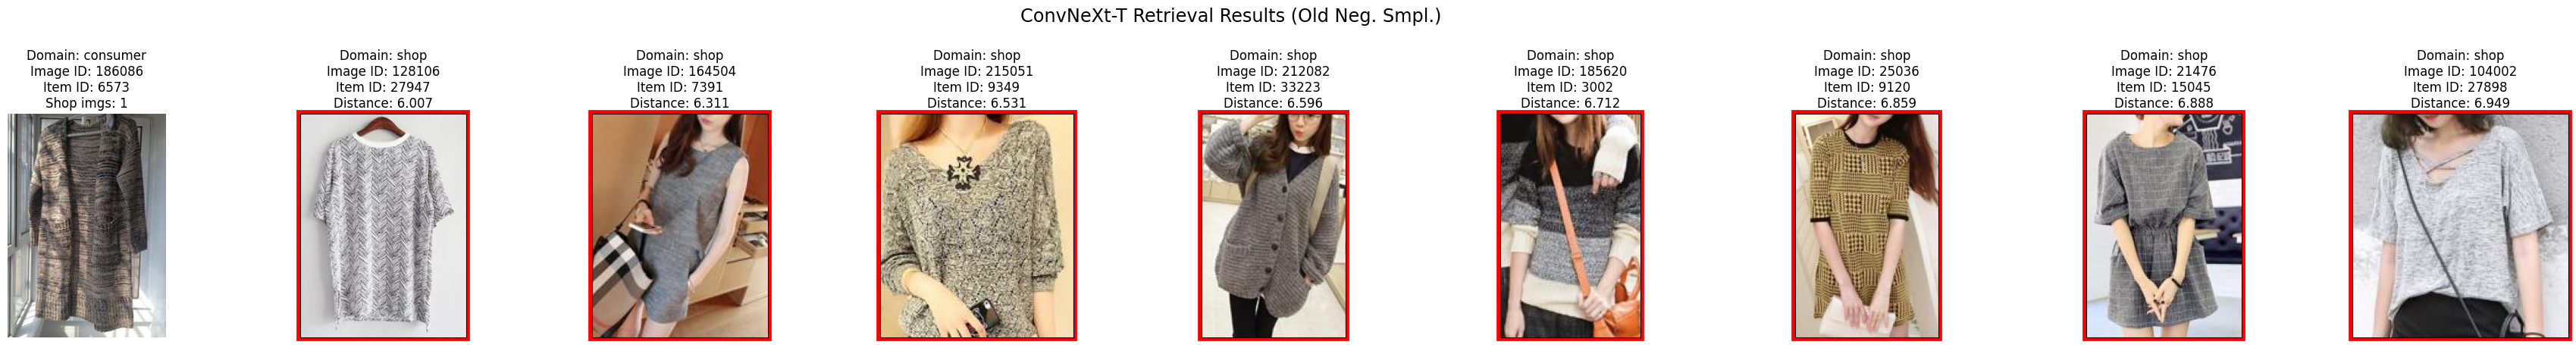 ConvNeXt-T Retrieval Results (Old Neg. Smpl.)
Domain: consumer
Image ID: 186086
Item ID: 6573
Shop imgs: 1
Domain: shop
Image ID: 128106
Item ID: 27947
Distance: 6.007
Domain: shop
Image ID: 164504
Item ID: 7391
Distance: 6.311
Domain: shop
Image ID: 215051
Item ID: 9349
Distance: 6.531
Domain: shop
Image ID: 212082
Item ID: 33223
Distance: 6.596
Domain: shop
Image ID: 185620
Item ID: 3002
Distance: 6.712
Domain: shop
Image ID: 25036
Item ID: 9120
Distance: 6.859
Domain: shop
Image ID: 21476
Item ID: 15045
Distance: 6.888
Domain: shop
Image ID: 104002
Item ID: 27898
Distance: 6.949